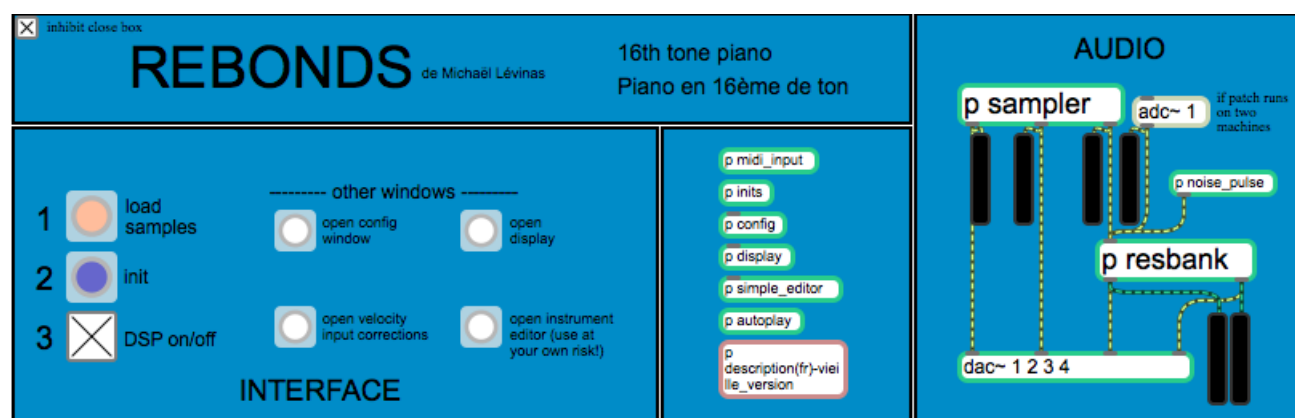 inhibit close box
REBONDS de Michaël Lévinas
16th tone piano
Piano en 16ème de ton
1
load
samples
2
init
3
DSP on/off
--------- other windows ---------
open config
window
open
display
open velocity
input corrections
open instrument
editor (use at
your own risk!)
INTERFACE
p midi_input
p inits
p config
p display
p simple_editor
p autoplay
p
description(fr)-viei
lle_version
AUDIO
p sampler
adc~ 1
if patch runs
on two
machines
p noise_pulse
p resbank
dac~ 1 2 3 4